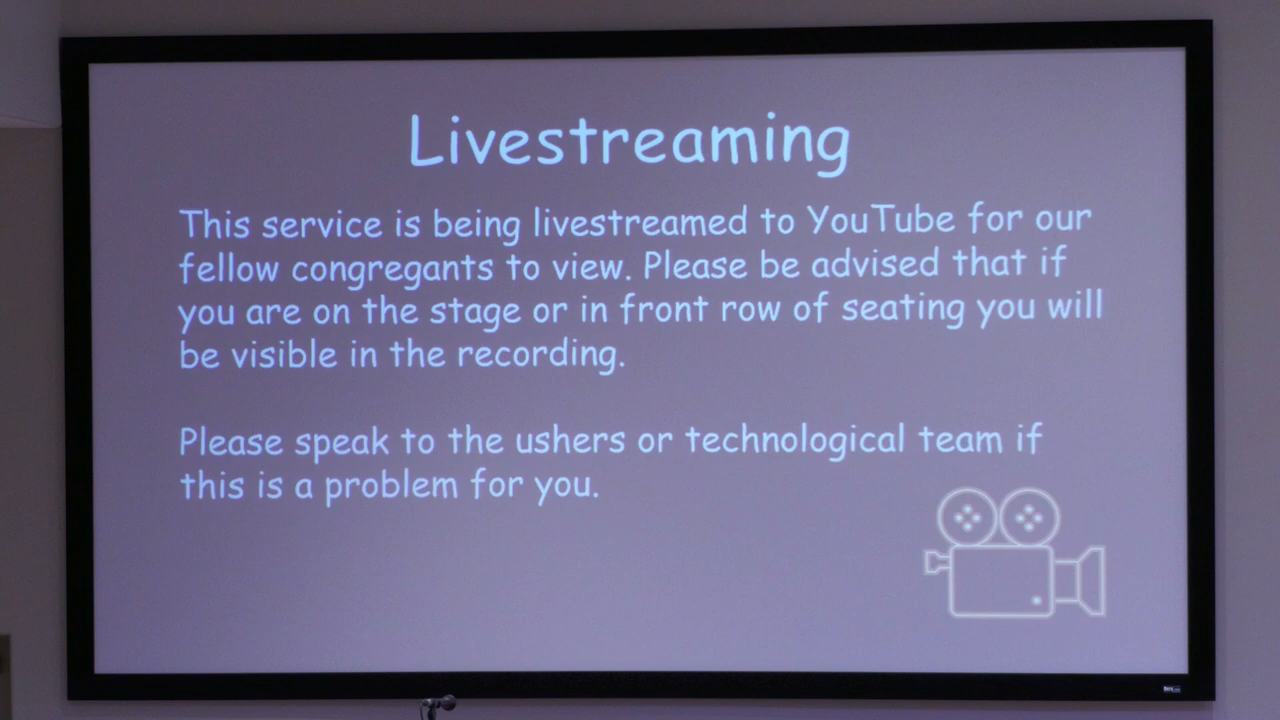 Livestreaming
This service is being livestreamed to YouTube for our
fellow congregants to view. Please be advised that if
you are on the stage or in front row of seating you will
be visible in the recording.
Please speak to the ushers or technological team if
this is a problem for you.